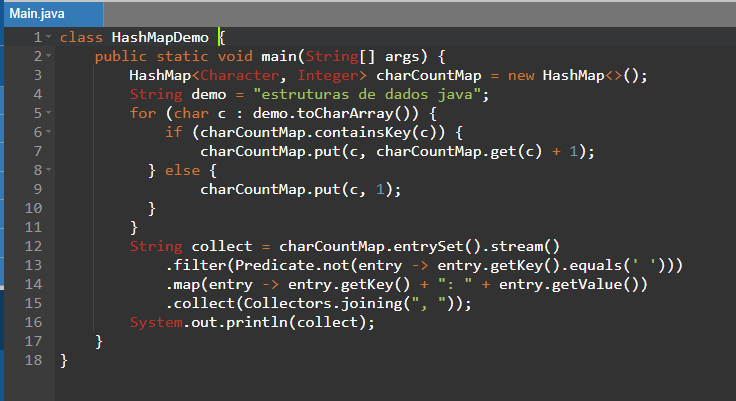 Main.java
1 class HashMapDemo {
2 public static void main(String[] args) {
3 HashMap<Character, Integer> charCountMap = new HashMap<>();
4 String demo = "estruturas de dados java";
5 for (char c : demo.toCharArray()) {
6 if (charCountMap.containsKey(c)) {
7 charCountMap.put(c, charCountMap.get(c) + 1);
8 } else {
9 charCountMap.put(c, 1);
10 }
11 }
12 String collect = charCountMap.entrySet().stream()
13 .filter(Predicate.not(entry -> entry.getKey().equals(' ')))
14 .map(entry -> entry.getKey() + ": " + entry.getValue())
15 .collect(Collectors.joining(", "));
16 System.out.println(collect);
17 }
18 }